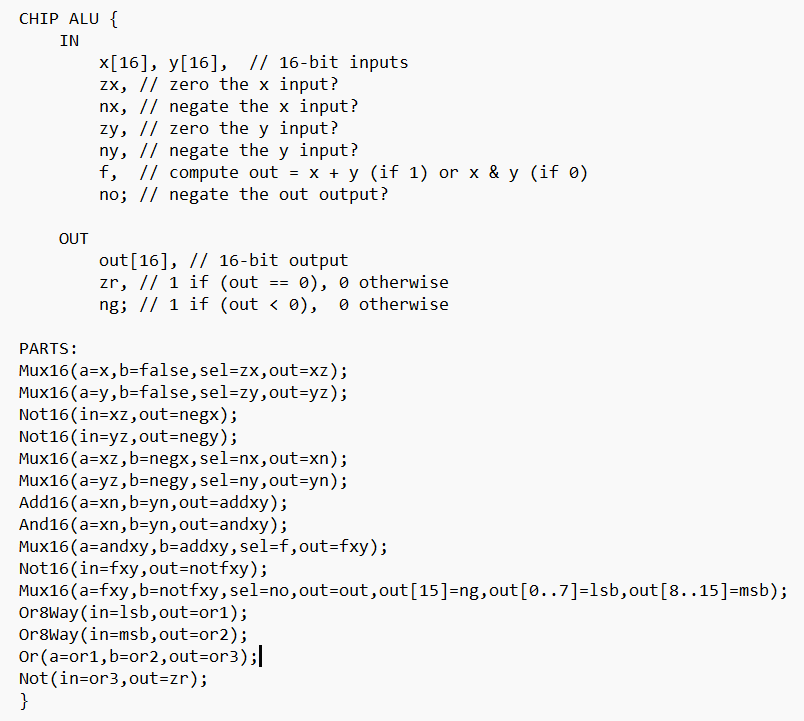 CHIP ALU {
IN
x[16], y[16],  // 16-bit inputs
zx, // zero the x input?
nx, // negate the x input?
zy, // zero the y input?
ny, // negate the y input?
f,  // compute out = x + y (if 1) or x & y (if 0)
no; // negate the out output?
OUT
out[16], // 16-bit output
zr, // 1 if (out == 0), 0 otherwise
ng; // 1 if (out < 0),  0 otherwise
PARTS:
Mux16(a=x,b=false,sel=zx,out=xz);
Mux16(a=y,b=false,sel=zy,out=yz);
Not16(in=xz,out=negx);
Not16(in=yz,out=negy);
Mux16(a=xz,b=negx,sel=nx,out=xn);
Mux16(a=yz,b=negy,sel=ny,out=yn);
Add16(a=xn,b=yn,out=addxy);
And16(a=xn,b=yn,out=andxy);
Mux16(a=andxy,b=addxy,sel=f,out=fxy);
Not16(in=fxy,out=notfxy);
Mux16(a=fxy,b=notfxy,sel=no,out=out,out[15]=ng,out[0..7]=lsb,out[8..15]=msb);
Or8Way(in=lsb,out=or1);
Or8Way(in=msb,out=or2);
Or(a=or1,b=or2,out=or3);
Not(in=or3,out=zr);
}